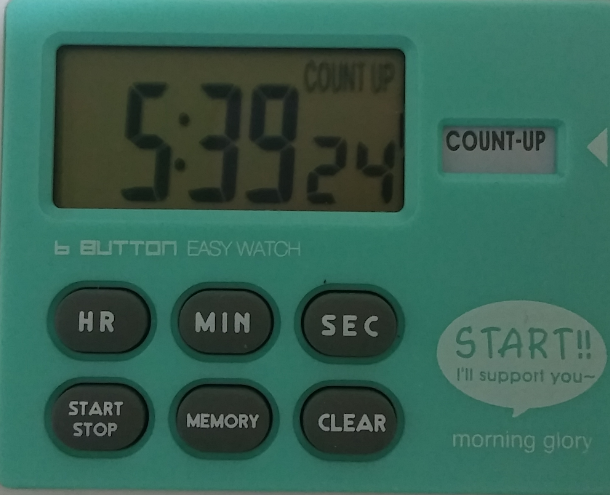 COUNT UP
5:39 24
COUNT-UP
6 BUTTON EASY WATCH
HR
MIN
SEC
START!!
I'll support you~
START
STOP
MEMORY
CLEAR
morning glory